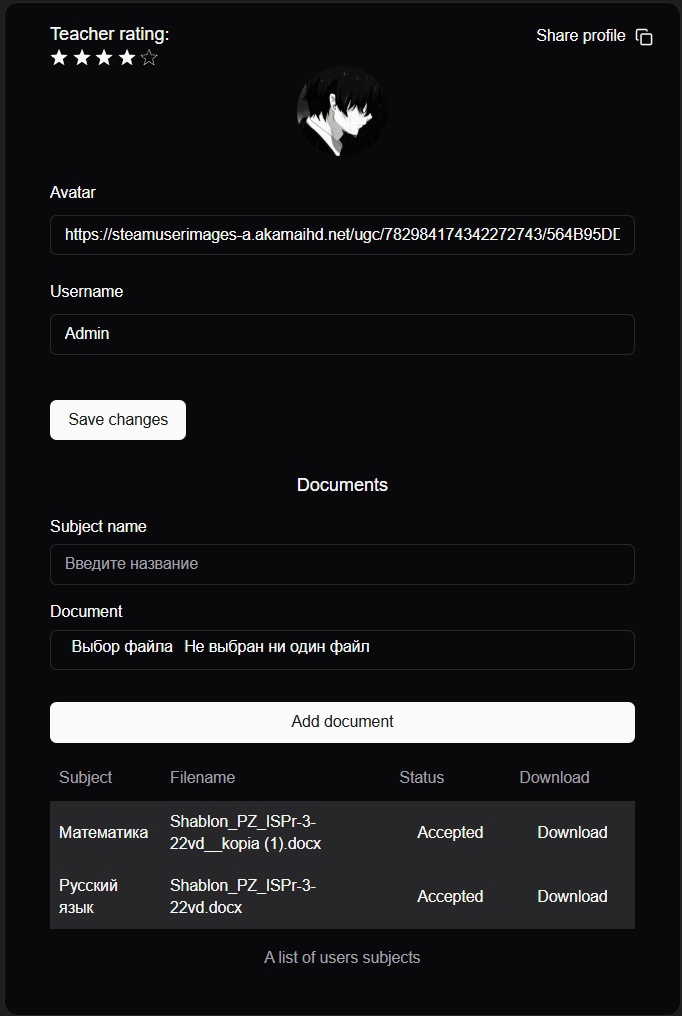 Teacher rating:
Share profile
Avatar
https://steamuserimages-a.akamaihd.net/ugc/782984174342272743/564B95DD
Username
Admin
Save changes
Documents
Subject name
Введите название
Document
Выбор файла Не выбран ни один файл
Add document
Subject Filename Status Download
Математика Shablon_PZ_ISPr-3-
22vd__kopia (1).docx Accepted Download
Русский Shablon_PZ_ISPr-3-
язык 22vd.docx Accepted Download
A list of users subjects